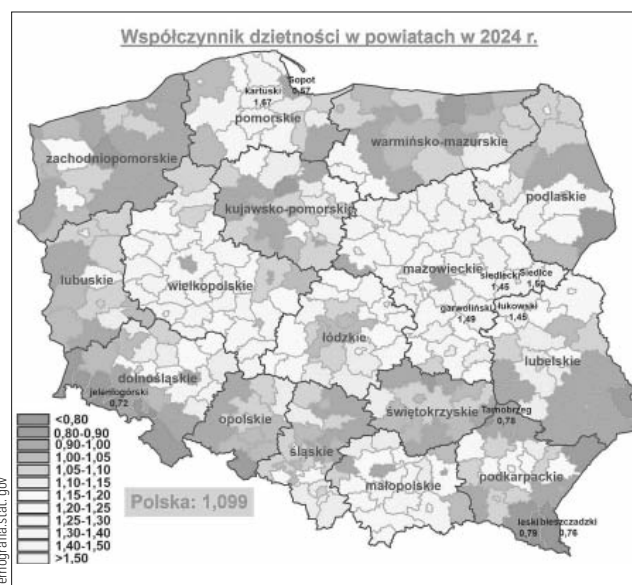 Współczynnik dzietności w powiatach w 2024 r.
Sopot
0,57
kartuski
1,67
pomorskie
warmińsko-mazurskie
zachodniopomorskie
podlaskie
kujawsko-pomorskie
mazowieckie
siedlecki
1,45
Siedlce
1,50
lubuskie
wielkopolskie
garwoliński
1,49
łukowski
1,45
łódzkie
lubelskie
dolnośląskie
jeleniogórski
0,72
opolskie
świętokrzyskie
Tarnobrzeg
0,78
śląskie
małopolskie
podkarpackie
leski
0,79
bieszczadzki
0,76
<0,80
0,80-0,90
0,90-1,00
1,00-1,05
1,05-1,10
1,10-1,15
1,15-1,20
1,20-1,25
1,25-1,30
1,30-1,40
1,40-1,50
>1,50
Polska: 1,099
emografia.stat. gov